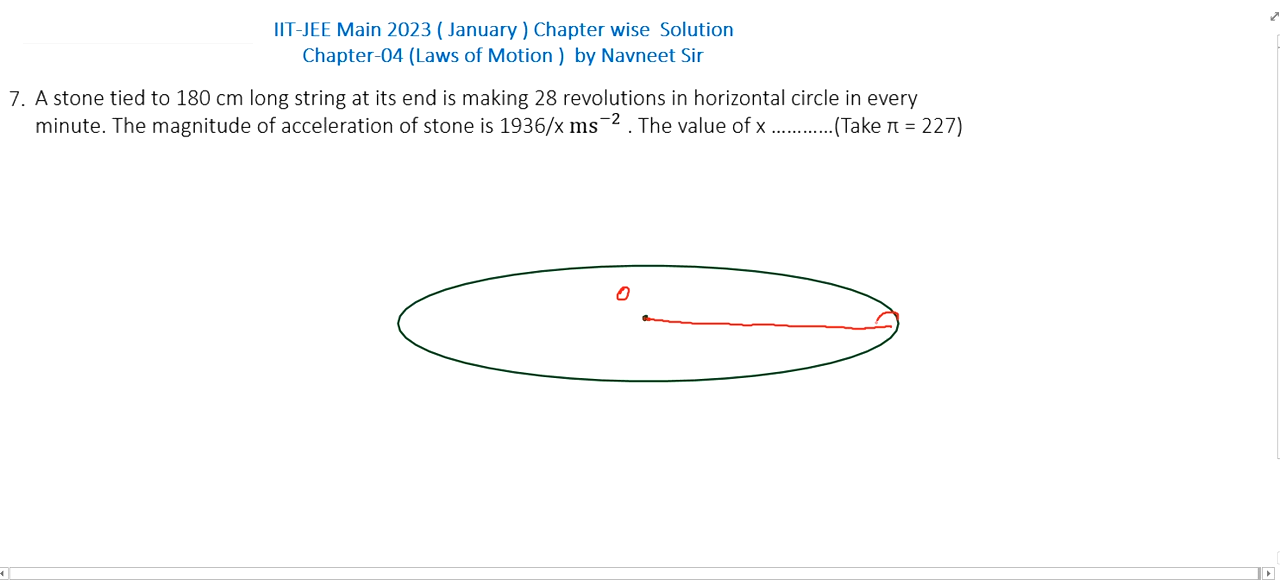 IIT-JEE Main 2023 ( January ) Chapter wise Solution
Chapter-04 (Laws of Motion ) by Navneet Sir
7. A stone tied to 180 cm long string at its end is making 28 revolutions in horizontal circle in every
minute. The magnitude of acceleration of stone is 1936/x ms⁻² . The value of x ............(Take π = 227)
O